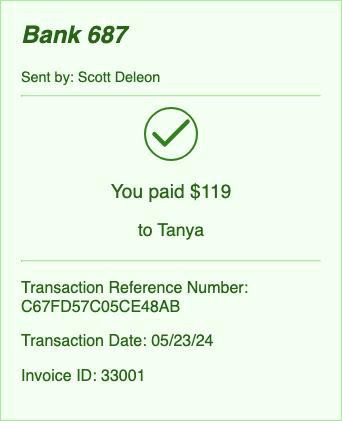 Bank 687
Sent by: Scott Deleon
You paid $119
to Tanya
Transaction Reference Number:
C67FD57C05CE48AB
Transaction Date: 05/23/24
Invoice ID: 33001